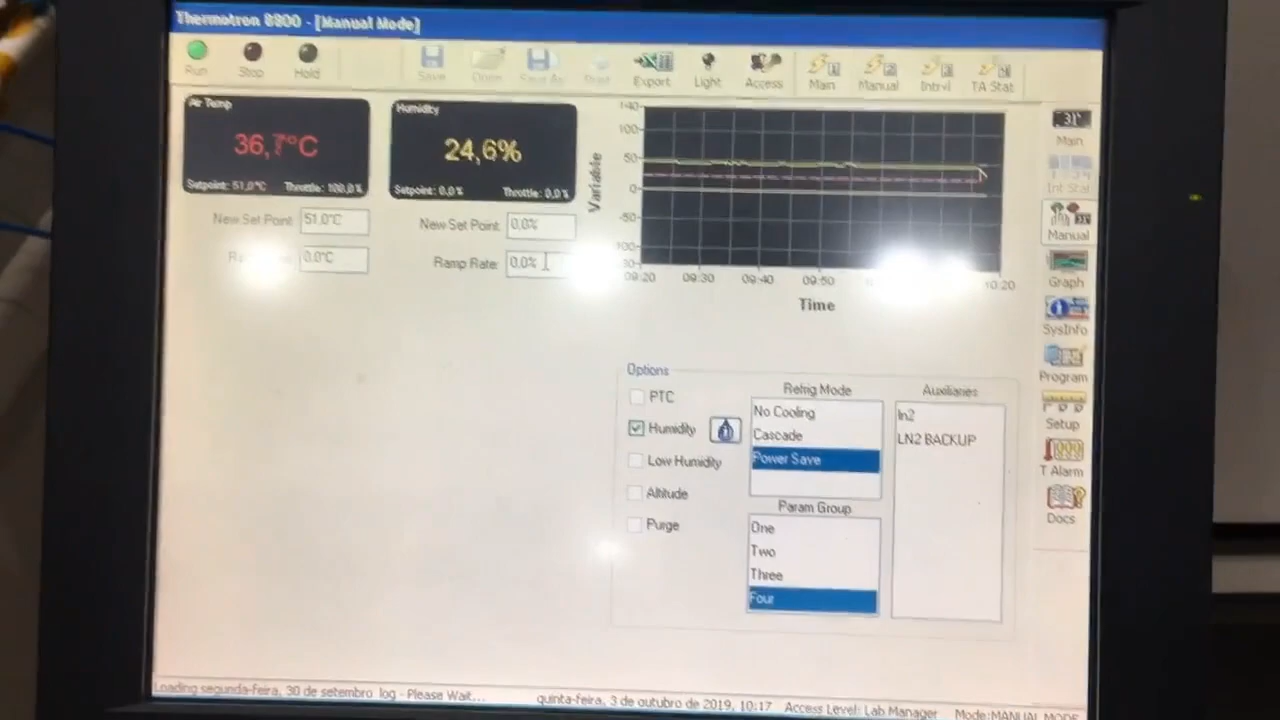 Thermotron 8800 - [Manual Mode]
Run Stop Hold Save Open Save As Print Export Light Access Main Manual Intrvl TA Stat
Air Temp
36,7°C
Setpoint: 51,0°C Throttle: 100,0%
Humidity
24,6%
Setpoint: 0,0% Throttle: 0,0%
New Set Point: 51,0°C
0.0°C
New Set Point: 0,0%
Ramp Rate: 0.0%
Variable
140
100
50
0
-50
09:20 09:30 09:40 09:50 10:20
Time
Main
Int Stat
Manual
Graph
SysInfo
Program
Setup
T Alarm
Docs
Options
PTC
Humidity
Low Humidity
Altitude
Purge
Refrig Mode
No Cooling
Cascade
Power Save
Param Group
One
Two
Three
Four
Auxiliaries
ln2
LN2 BACKUP
Loading segunda-feira, 30 de setembro log - Please Wait... quinta-feira, 3 de outubro de 2019, 10:17 Access Level: Lab Manager Mode:MANUAL MODE